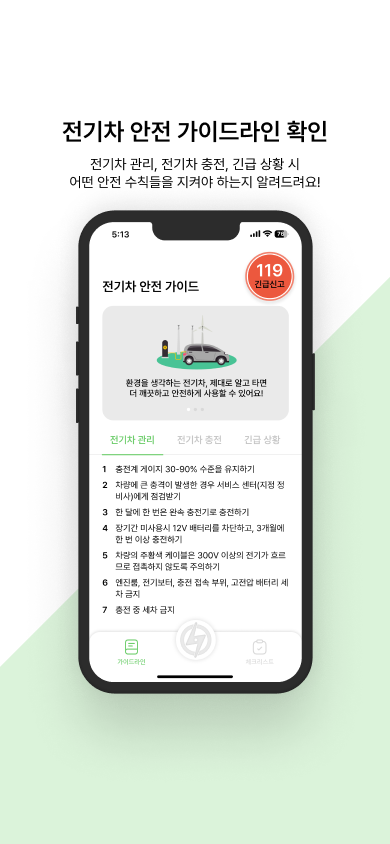 전기차 안전 가이드라인 확인
전기차 관리, 전기차 충전, 긴급 상황 시
어떤 안전 수칙들을 지켜야 하는지 알려드려요!
5:13
76
119
긴급신고
전기차 안전 가이드
환경을 생각하는 전기차, 제대로 알고 타면
더 깨끗하고 안전하게 사용할 수 있어요!
전기차 관리 전기차 충전 긴급 상황
1 충전계 게이지 30-90% 수준을 유지하기
2 차량에 큰 충격이 발생한 경우 서비스 센터(지정 정
비사)에게 점검받기
3 한 달에 한 번은 완속 충전기로 충전하기
4 장기간 미사용시 12V 배터리를 차단하고, 3개월에
한 번 이상 충전하기
5 차량의 주황색 케이블은 300V 이상의 전기가 흐르
므로 접촉하지 않도록 주의하기
6 엔진룸, 전기모터, 충전 접속 부위, 고전압 배터리 세
차 금지
7 충전 중 세차 금지
가이드라인 체크리스트